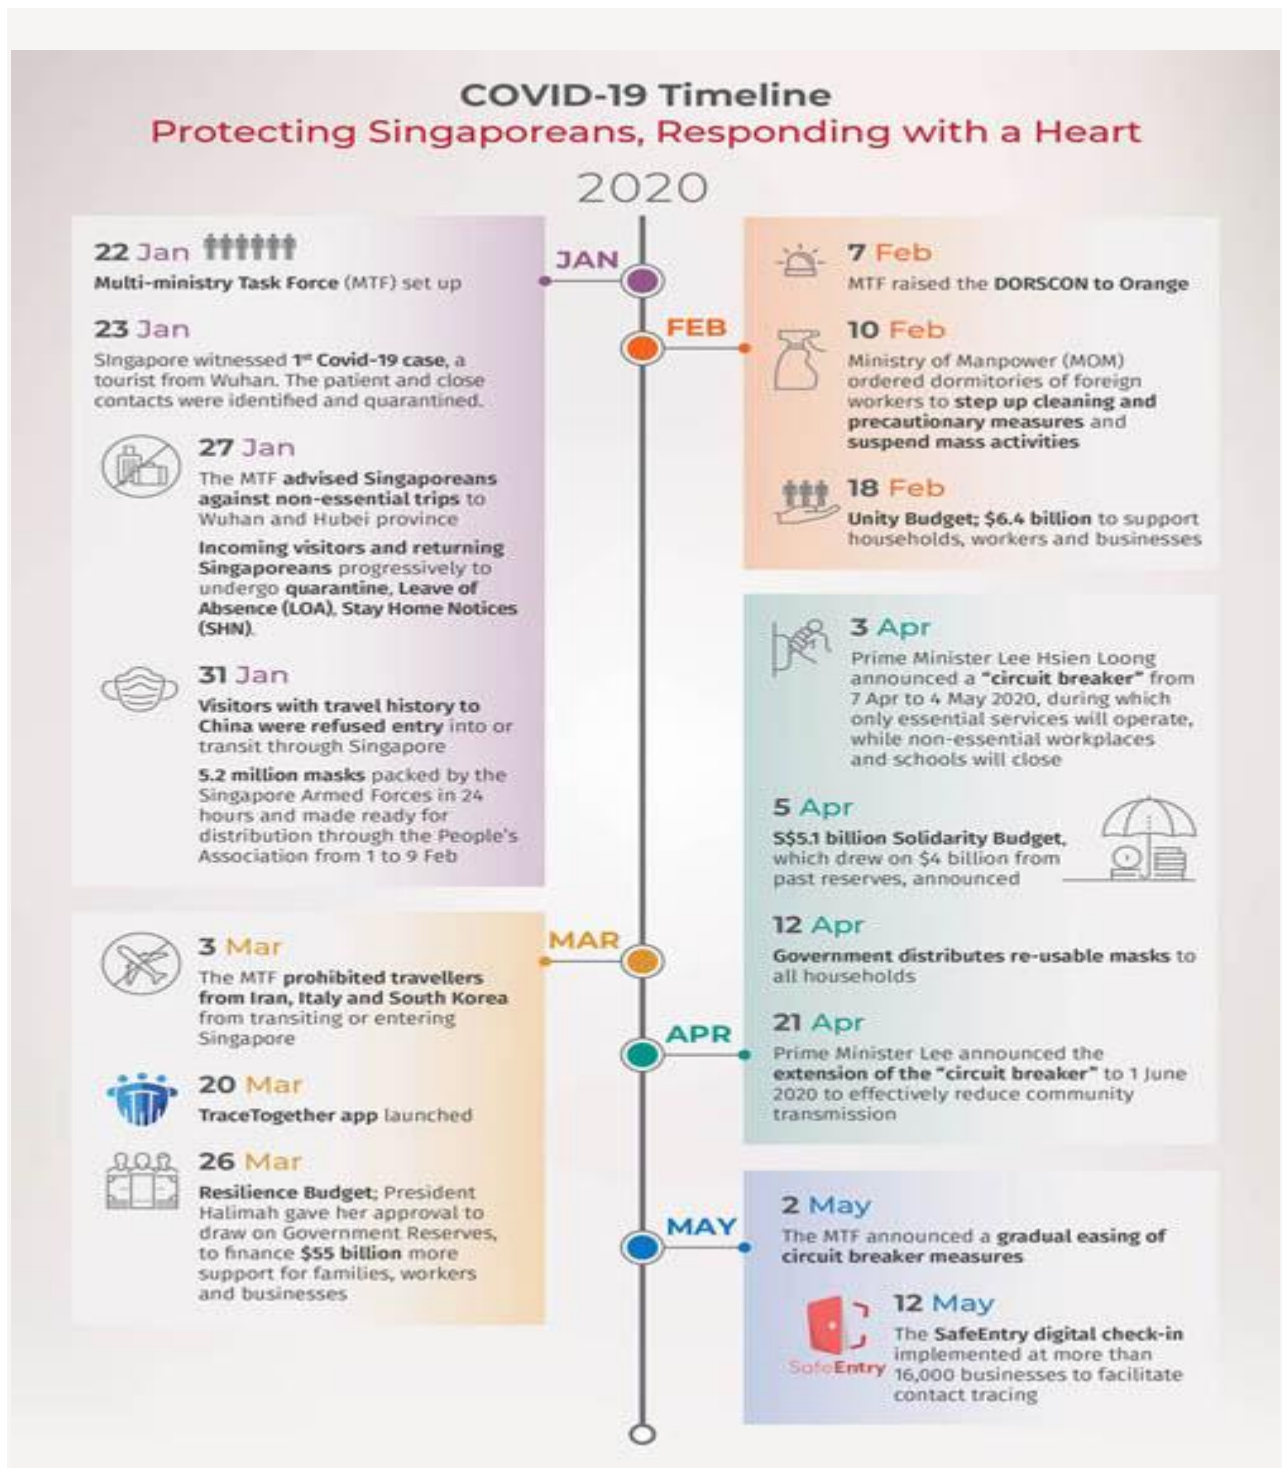 COVID-19 Timeline
Protecting Singaporeans, Responding with a Heart
2020
JAN
22 Jan
Multi-ministry Task Force (MTF) set up
23 Jan
SIngapore witnessed 1st Covid-19 case, a
tourist from Wuhan. The patient and close
contacts were identified and quarantined.
27 Jan
The MTF advised Singaporeans
against non-essential trips to
Wuhan and Hubei province
Incoming visitors and returning
Singaporeans progressively to
undergo quarantine, Leave of
Absence (LOA), Stay Home Notices
(SHN).
31 Jan
Visitors with travel history to
China were refused entry into or
transit through Singapore
5.2 million masks packed by the
Singapore Armed Forces in 24
hours and made ready for
distribution through the People's
Association from 1 to 9 Feb
FEB
7 Feb
MTF raised the DORSCON to Orange
10 Feb
Ministry of Manpower (MOM)
ordered dormitories of foreign
workers to step up cleaning and
precautionary measures and
suspend mass activities
18 Feb
Unity Budget; $6.4 billion to support
households, workers and businesses
MAR
3 Mar
The MTF prohibited travellers
from Iran, Italy and South Korea
from transiting or entering
Singapore
20 Mar
TraceTogether app launched
26 Mar
Resilience Budget; President
Halimah gave her approval to
draw on Government Reserves,
to finance $55 billion more
support for families, workers
and businesses
APR
3 Apr
Prime Minister Lee Hsien Loong
announced a "circuit breaker" from
7 Apr to 4 May 2020, during which
only essential services will operate,
while non-essential workplaces
and schools will close
5 Apr
S$5.1 billion Solidarity Budget,
which drew on $4 billion from
past reserves, announced
12 Apr
Government distributes re-usable masks to
all households
21 Apr
Prime Minister Lee announced the
extension of the "circuit breaker" to 1 June
2020 to effectively reduce community
transmission
MAY
2 May
The MTF announced a gradual easing of
circuit breaker measures
12 May
The SafeEntry digital check-in
implemented at more than
16,000 businesses to facilitate
contact tracing
SafeEntry